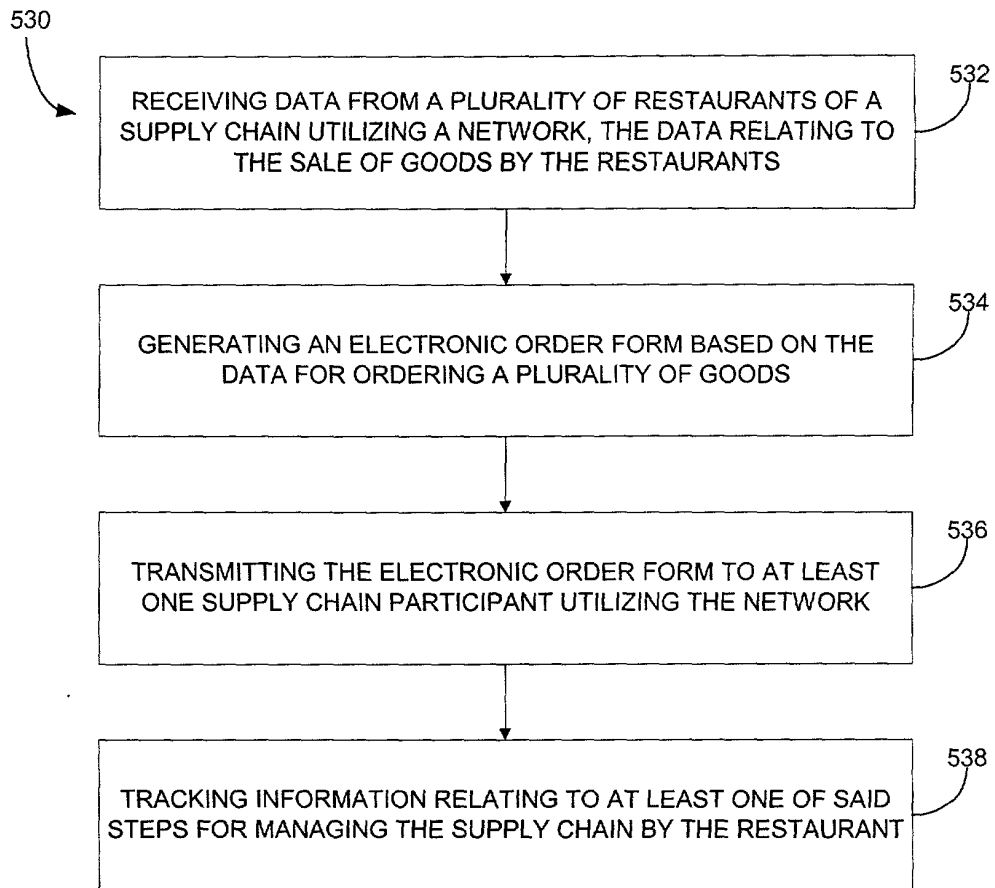 530
532
RECEIVING DATA FROM A PLURALITY OF RESTAURANTS OF A
SUPPLY CHAIN UTILIZING A NETWORK, THE DATA RELATING TO
THE SALE OF GOODS BY THE RESTAURANTS
534
GENERATING AN ELECTRONIC ORDER FORM BASED ON THE
DATA FOR ORDERING A PLURALITY OF GOODS
536
TRANSMITTING THE ELECTRONIC ORDER FORM TO AT LEAST
ONE SUPPLY CHAIN PARTICIPANT UTILIZING THE NETWORK
538
TRACKING INFORMATION RELATING TO AT LEAST ONE OF SAID
STEPS FOR MANAGING THE SUPPLY CHAIN BY THE RESTAURANT